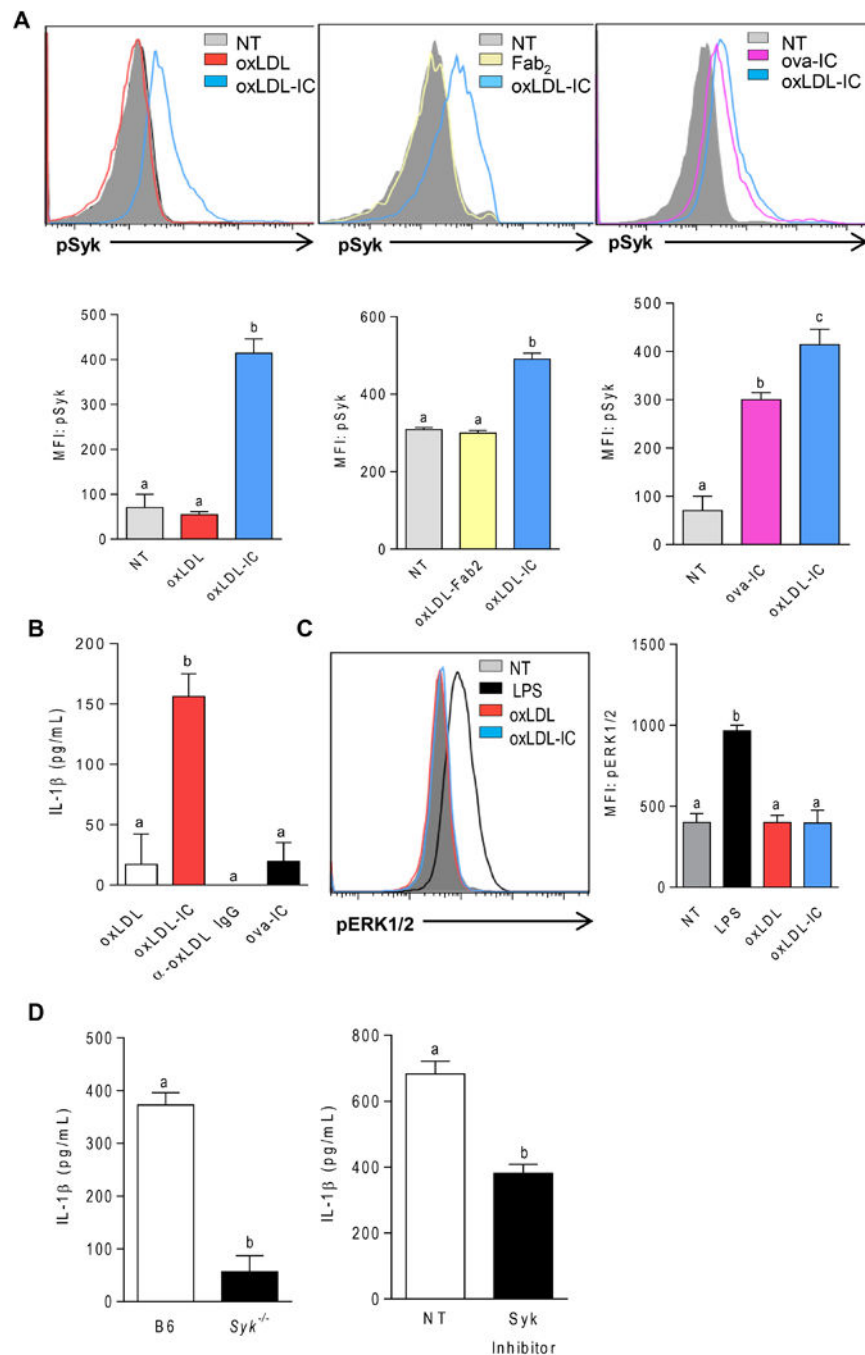 A
NT
oxLDL
oxLDL-IC
NT
Fab2
oxLDL-IC
NT
ova-IC
oxLDL-IC
pSyk
pSyk
pSyk
MFI: pSyk
500
400
300
200
100
0
a
a
b
NT
oxLDL
oxLDL-IC
MFI: pSyk
600
400
200
0
a
a
b
NT
oxLDL-Fab2
oxLDL-IC
MFI: pSyk
500
400
300
200
100
0
a
b
c
NT
ova-IC
oxLDL-IC
B
IL-1β (pg/mL)
200
150
100
50
0
a
b
a
a
oxLDL
oxLDL-IC
α-oxLDL IgG
ova-IC
C
NT
LPS
oxLDL
oxLDL-IC
pERK1/2
MFI: pERK1/2
1500
1000
500
0
a
b
a
a
NT
LPS
oxLDL
oxLDL-IC
D
IL-1β (pg/mL)
500
400
300
200
100
0
a
b
B6
Syk-/-
IL-1β (pg/mL)
800
600
400
200
0
a
b
NT
Syk
Inhibitor